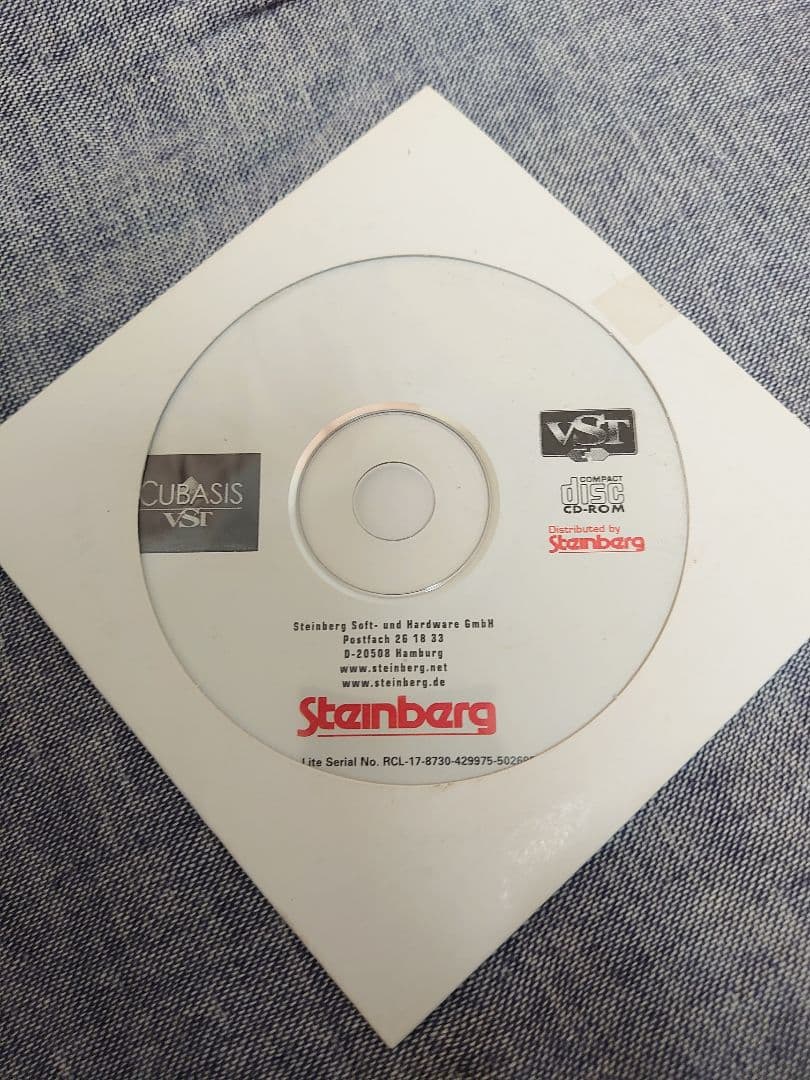 CUBASIS
VST
VST
COMPACT
disc
CD-ROM
Distributed by
Steinberg
Steinberg Soft- und Hardware GmbH
Postfach 26 18 33
D-20508 Hamburg
www.steinberg.net
www.steinberg.de
Steinberg
Lite Serial No. RCL-17-8730-429975-5026